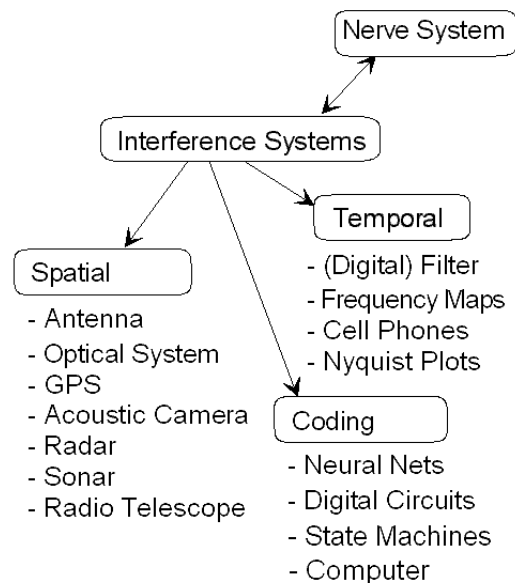 Nerve System
Interference Systems
Temporal
- (Digital) Filter
- Frequency Maps
- Cell Phones
- Nyquist Plots
Spatial
- Antenna
- Optical System
- GPS
- Acoustic Camera
- Radar
- Sonar
- Radio Telescope
Coding
- Neural Nets
- Digital Circuits
- State Machines
- Computer